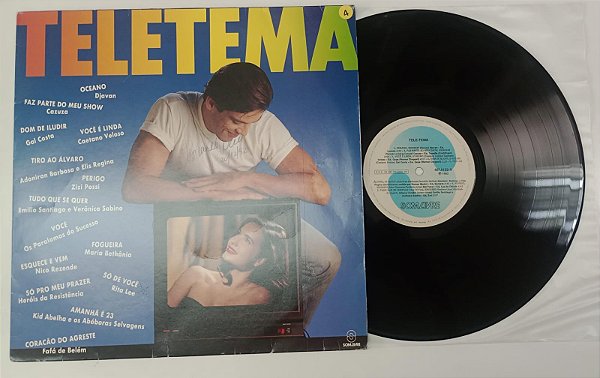 TELETEMA
4
OCEANO
Djavan
FAZ PARTE DO MEU SHOW
Cazuza
DOM DE ILUDIR
Gal Costa
VOCÊ É LINDA
Caetano Veloso
TIRO AO ÁLVARO
Adoniran Barbosa e Elis Regina
PERIGO
Zizi Possi
TUDO QUE SE QUER
Emílio Santiago e Verônica Sabino
VOCÊ
Os Paralamas do Sucesso
FOGUEIRA
Maria Bethânia
ESQUECE E VEM
Nico Rezende
SÓ DE VOCÊ
Rita Lee
SÓ PRO MEU PRAZER
Heróis da Resistência
AMANHÃ É 23
Kid Abelha e os Abóboras Selvagens
CORAÇÃO DO AGRESTE
Fafá de Belém
SOM LIVRE
TELETEMA
SOM LIVRE